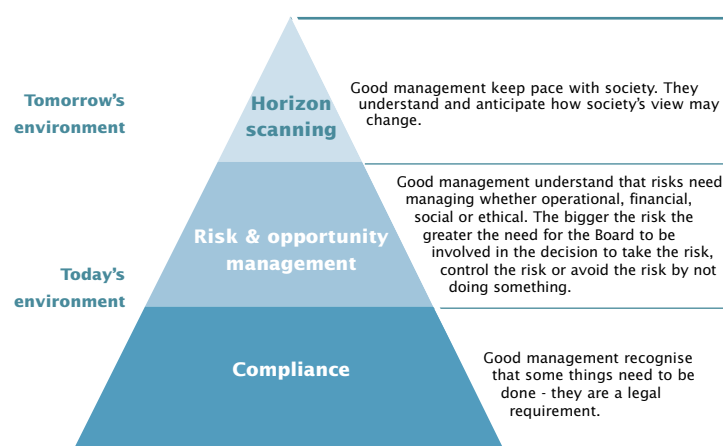 Tomorrow's
environment
Horizon
scanning
Good management keep pace with society. They
understand and anticipate how society's view may
change.
Today's
environment
Risk & opportunity
management
Good management understand that risks need
managing whether operational, financial,
social or ethical. The bigger the risk the
greater the need for the Board to be
involved in the decision to take the risk,
control the risk or avoid the risk by not
doing something.
Compliance
Good management recognise
that some things need to be
done - they are a legal
requirement.